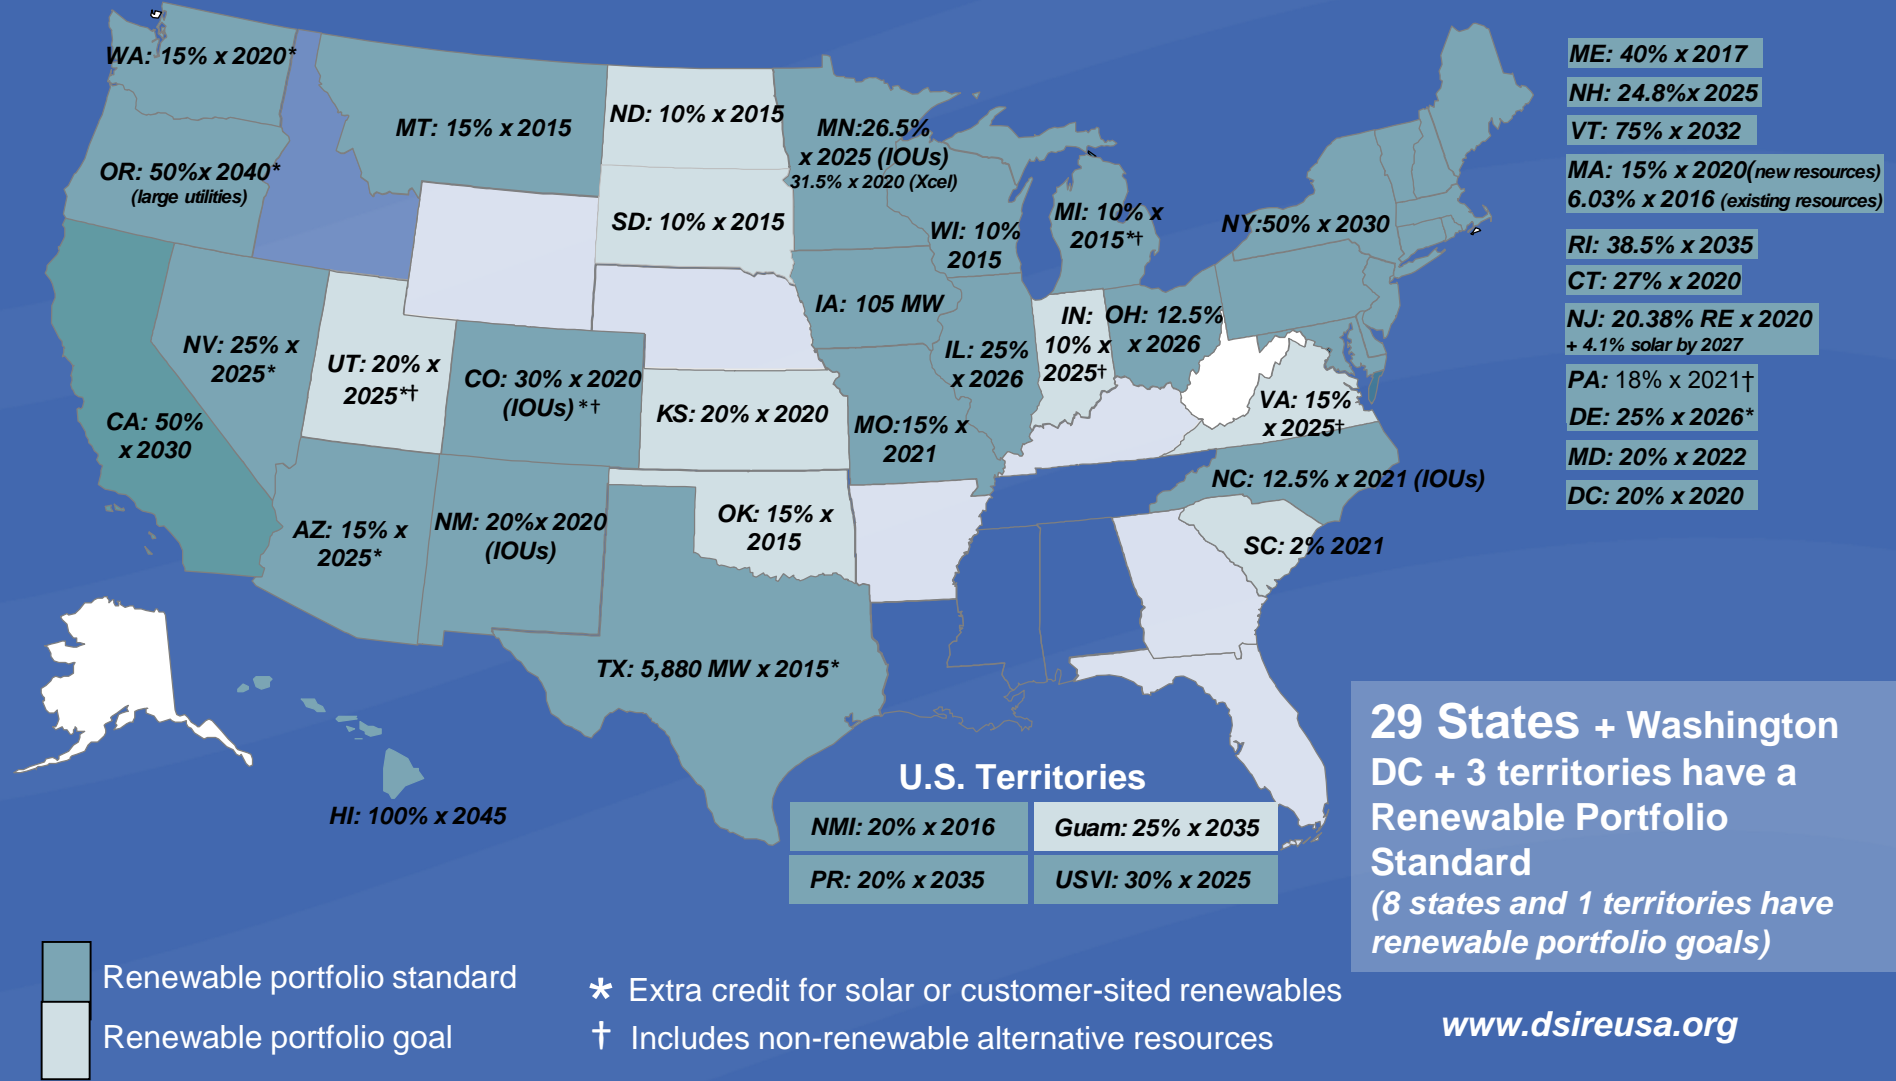 WA: 15% x 2020*
MT: 15% x 2015
ND: 10% x 2015
MN:26.5%
x 2025 (IOUs)
31.5% x 2020 (Xcel)
OR: 50%x 2040*
(large utilities)
SD: 10% x 2015
WI: 10%
2015
MI: 10% x
2015*†
NY:50% x 2030
NV: 25% x
2025*
UT: 20% x
2025*†
CO: 30% x 2020
(IOUs) *†
IA: 105 MW
IL: 25%
x 2026
IN:
10% x
2025†
OH: 12.5%
x 2026
CA: 50%
x 2030
KS: 20% x 2020
MO:15% x
2021
VA: 15%
x 2025†
NC: 12.5% x 2021 (IOUs)
AZ: 15% x
2025*
NM: 20%x 2020
(IOUs)
OK: 15% x
2015
SC: 2% 2021
TX: 5,880 MW x 2015*
HI: 100% x 2045
ME: 40% x 2017
NH: 24.8%x 2025
VT: 75% x 2032
MA: 15% x 2020(new resources)
6.03% x 2016 (existing resources)
RI: 38.5% x 2035
CT: 27% x 2020
NJ: 20.38% RE x 2020
+ 4.1% solar by 2027
PA: 18% x 2021†
DE: 25% x 2026*
MD: 20% x 2022
DC: 20% x 2020
U.S. Territories
NMI: 20% x 2016
Guam: 25% x 2035
PR: 20% x 2035
USVI: 30% x 2025
29 States + Washington
DC + 3 territories have a
Renewable Portfolio
Standard
(8 states and 1 territories have
renewable portfolio goals)
Renewable portfolio standard
Renewable portfolio goal
* Extra credit for solar or customer-sited renewables
† Includes non-renewable alternative resources
www.dsireusa.org